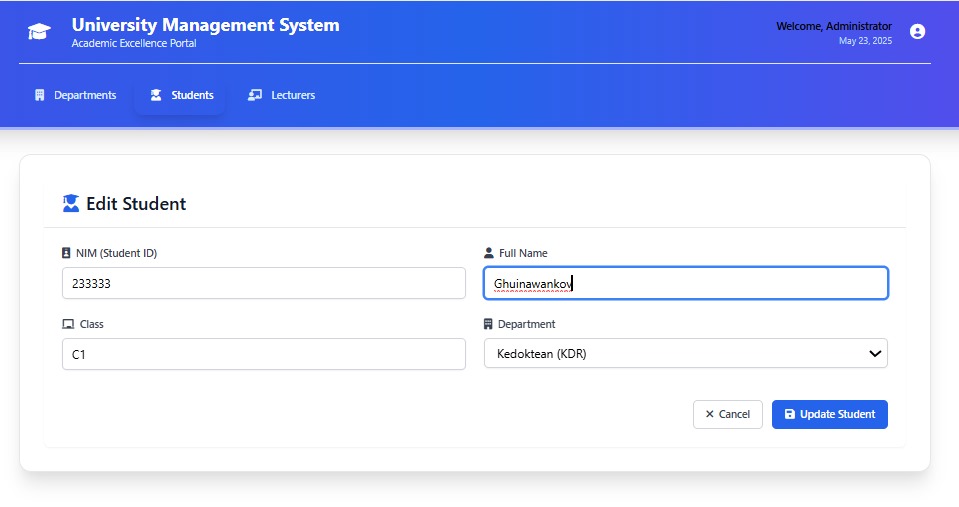 University Management System
Academic Excellence Portal
Welcome, Administrator
May 23, 2025
Departments
Students
Lecturers
Edit Student
NIM (Student ID)
Full Name
233333
Ghuinawankov
Class
Department
C1
Kedoktean (KDR)
Cancel
Update Student